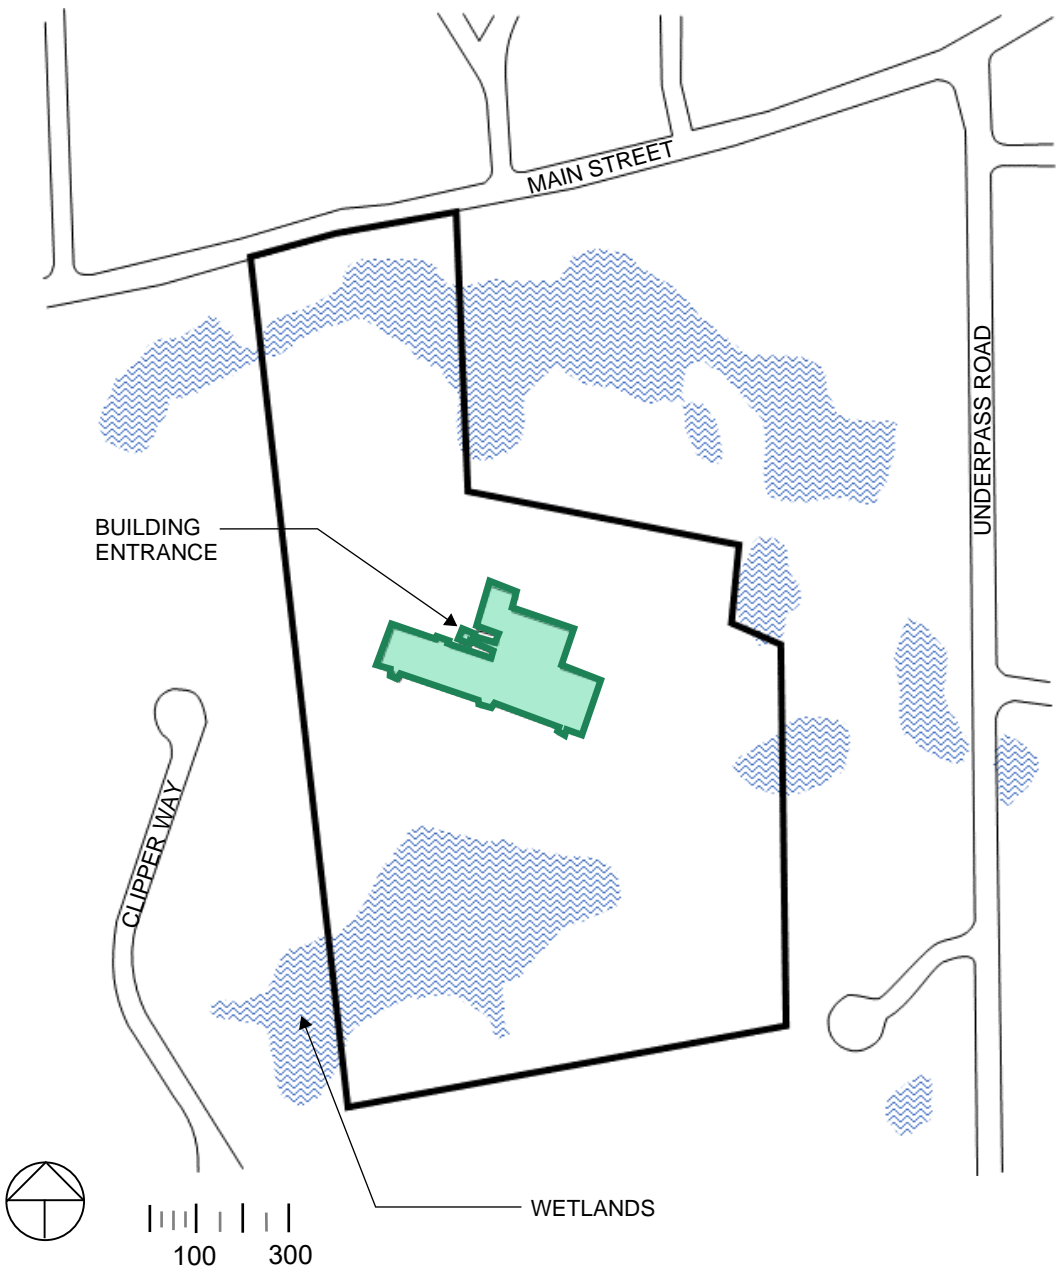 MAIN STREET
UNDERPASS ROAD
BUILDING
ENTRANCE
CLIPPER WAY
WETLANDS
100 300